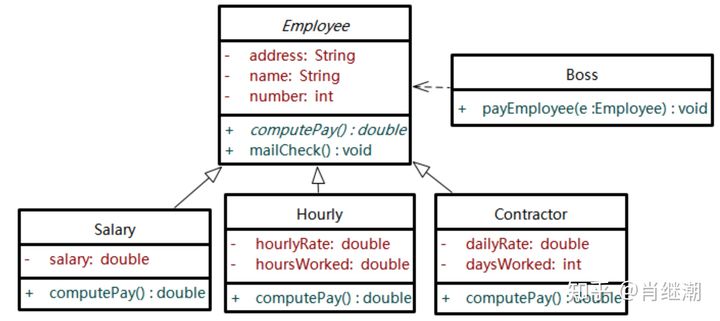 Employee
- address: String
- name: String
- number: int
+ computePay() : double
+ mailCheck() : void
Boss
+ payEmployee(e :Employee) : void
Salary
- salary: double
+ computePay() : double
Hourly
- hourlyRate: double
- hoursWorked: double
+ computePay() : double
Contractor
- dailyRate: double
- daysWorked: int
+ computePay() : double
知乎 @肖继潮